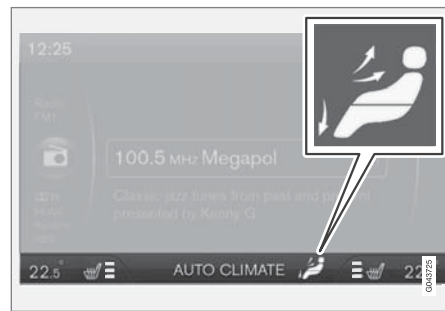 12:25
Radio
FM1
100.5 MHz Megapol
Classic jazz tunes from past and present
presented by Kenny G
22.5° AUTO CLIMATE 22
G043725